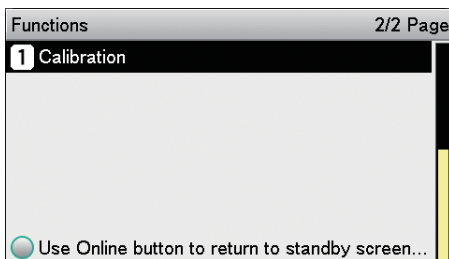 Functions 2/2 Page
1 Calibration
Use Online button to return to standby screen...